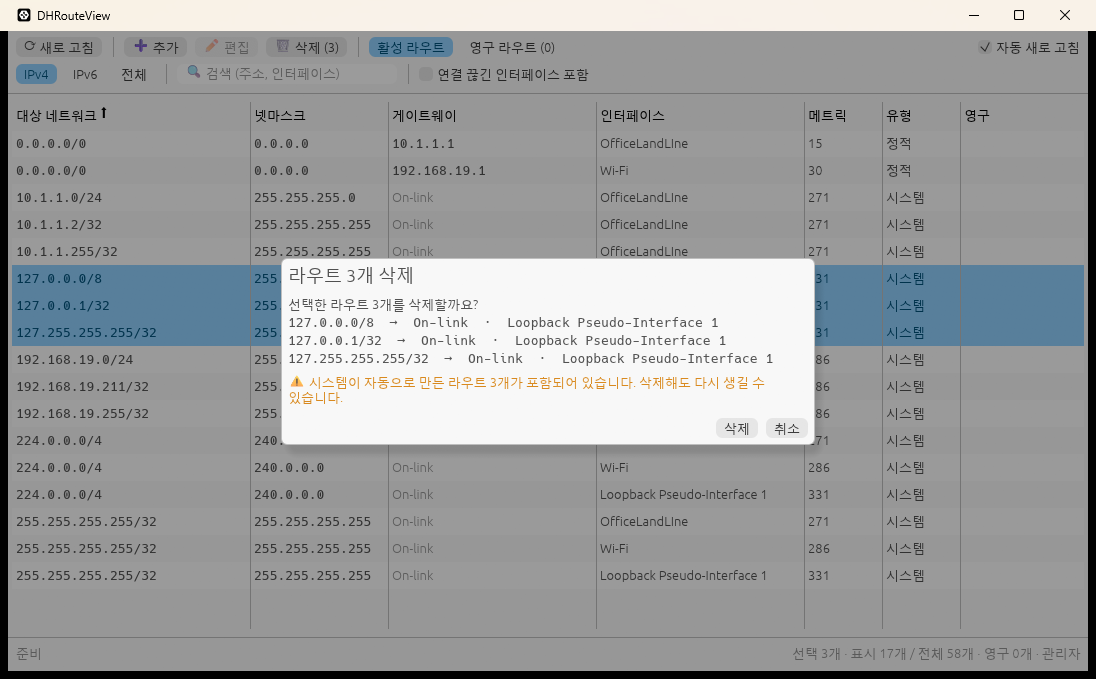 DHRouteView
새로 고침 추가 편집 삭제 (3) 활성 라우트 영구 라우트 (0) 자동 새로 고침
IPv4 IPv6 전체 검색 (주소, 인터페이스) 연결 끊긴 인터페이스 포함
대상 네트워크 넷마스크 게이트웨이 인터페이스 메트릭 유형 영구
0.0.0.0/0 0.0.0.0 10.1.1.1 OfficeLandLIne 15 정적
0.0.0.0/0 0.0.0.0 192.168.19.1 Wi-Fi 30 정적
10.1.1.0/24 255.255.255.0 On-link OfficeLandLIne 271 시스템
10.1.1.2/32 255.255.255.255 On-link OfficeLandLIne 271 시스템
10.1.1.255/32 255.255.255.255 On-link OfficeLandLIne 271 시스템
127.0.0.0/8 255. 31 시스템
127.0.0.1/32 255. 31 시스템
127.255.255.255/32 255. 31 시스템
192.168.19.0/24 255. 86 시스템
192.168.19.211/32 255. 86 시스템
192.168.19.255/32 255. 86 시스템
224.0.0.0/4 240. 71 시스템
라우트 3개 삭제
선택한 라우트 3개를 삭제할까요?
127.0.0.0/8 → On-link · Loopback Pseudo-Interface 1
127.0.0.1/32 → On-link · Loopback Pseudo-Interface 1
127.255.255.255/32 → On-link · Loopback Pseudo-Interface 1
⚠ 시스템이 자동으로 만든 라우트 3개가 포함되어 있습니다. 삭제해도 다시 생길 수
있습니다.
삭제 취소
224.0.0.0/4 240.0.0.0 On-link Wi-Fi 286 시스템
224.0.0.0/4 240.0.0.0 On-link Loopback Pseudo-Interface 1 331 시스템
255.255.255.255/32 255.255.255.255 On-link OfficeLandLIne 271 시스템
255.255.255.255/32 255.255.255.255 On-link Wi-Fi 286 시스템
255.255.255.255/32 255.255.255.255 On-link Loopback Pseudo-Interface 1 331 시스템
준비 선택 3개 · 표시 17개 / 전체 58개 · 영구 0개 · 관리자